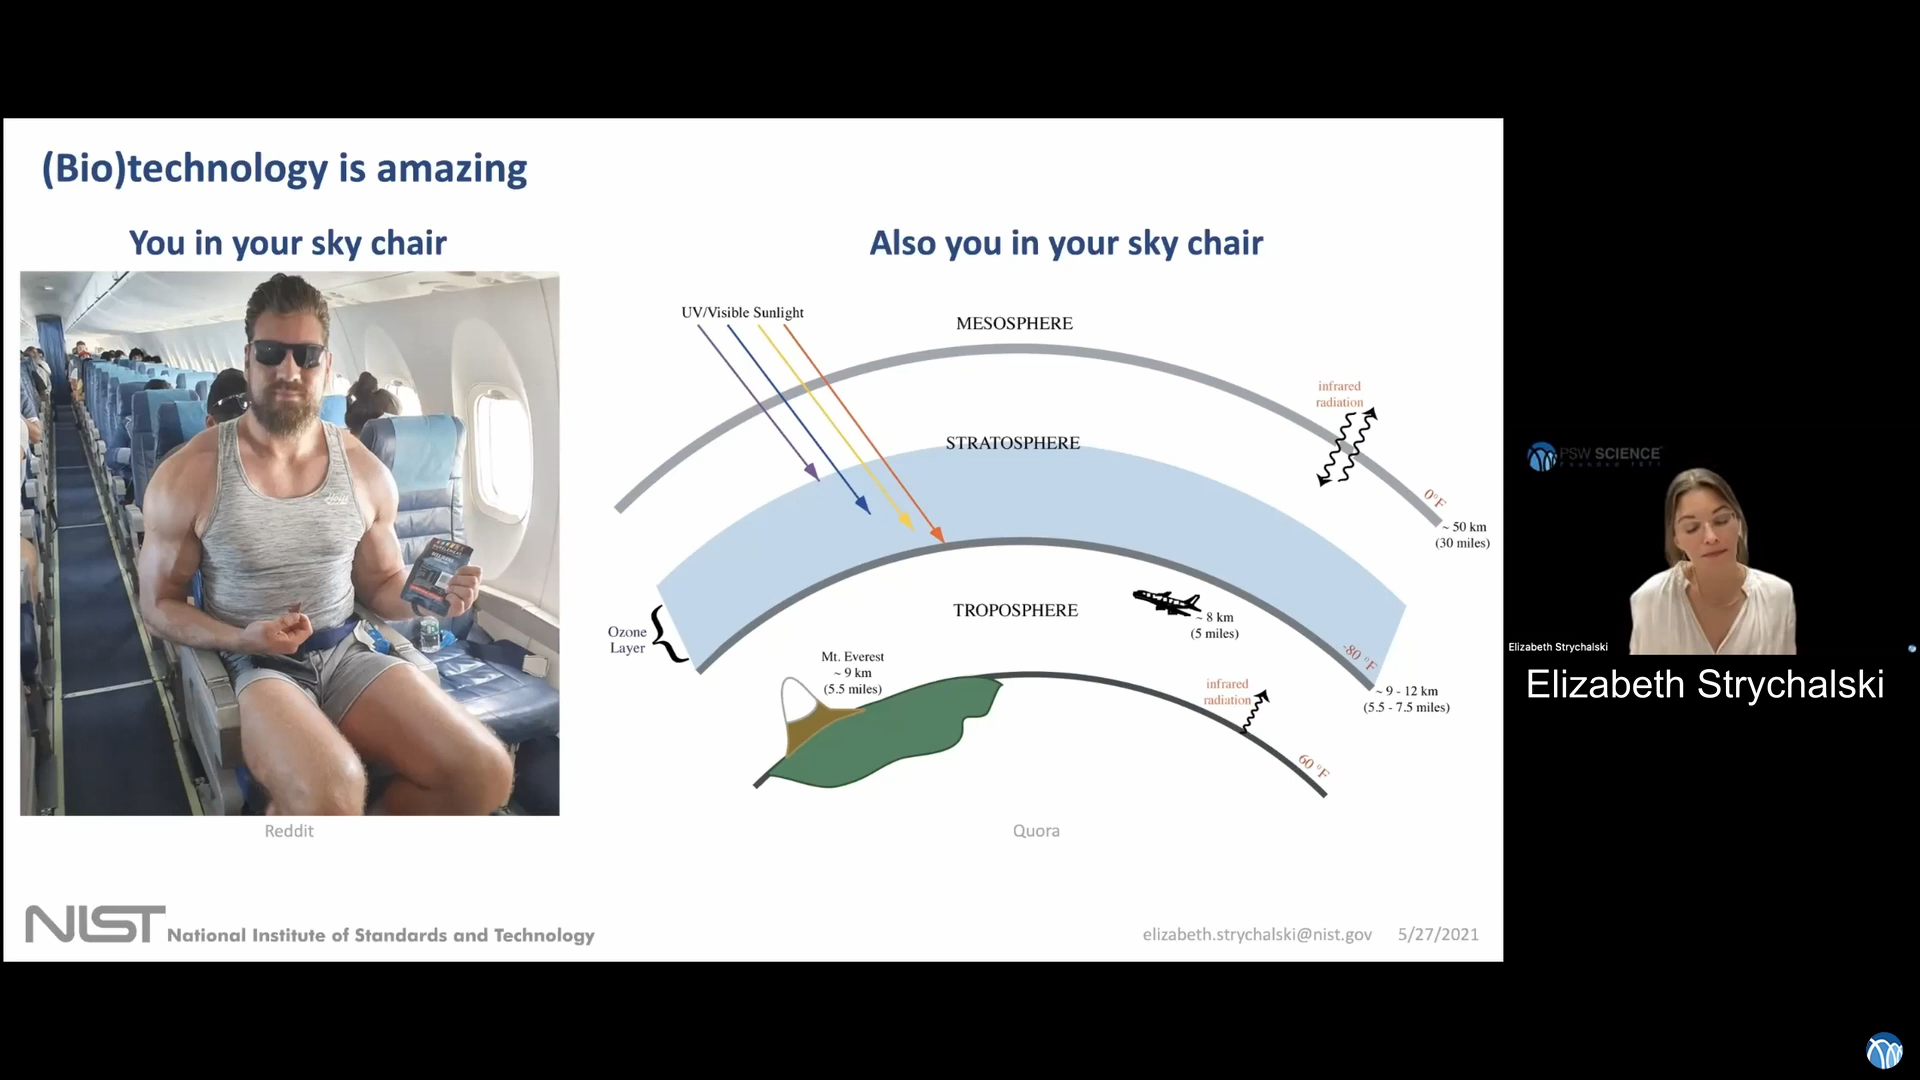 (Bio)technology is amazing
You in your sky chair
Also you in your sky chair
UV/Visible Sunlight
MESOSPHERE
infrared
radiation
STRATOSPHERE
0°F
~ 50 km
(30 miles)
TROPOSPHERE
~ 8 km
(5 miles)
Ozone
Layer
Mt. Everest
~ 9 km
(5.5 miles)
-80 °F
~ 9 - 12 km
(5.5 - 7.5 miles)
infrared
radiation
60 °F
Reddit
Quora
NIST National Institute of Standards and Technology
elizabeth.strychalski@nist.gov 5/27/2021
PSW SCIENCE
Elizabeth Strychalski
Elizabeth Strychalski